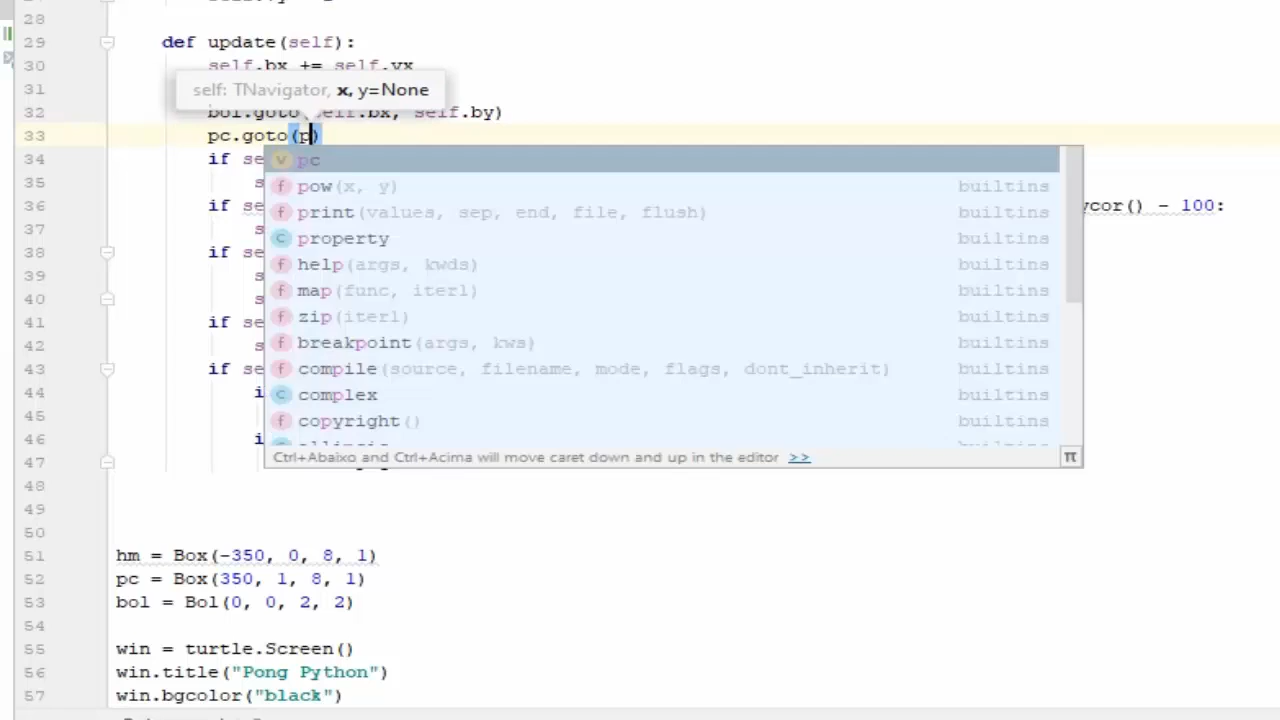 28
29 def update(self):
30 self.bx += self.vx
self: TNavigator, x, y=None
31
32 bol.goto(self.bx, self.by)
33 pc.goto(p)
34 if se
pc
35 s
pow(x, y) builtins
36 if se ycor() - 100:
print(values, sep, end, file, flush) builtins
37 s
property builtins
38 if se
help(args, kwds) builtins
39 s
map(func, iter1) builtins
40 s
zip(iter1) builtins
41 if se
breakpoint(args, kws) builtins
42 s
43 if se
compile(source, filename, mode, flags, dont_inherit) builtins
44 i
complex builtins
45
copyright() builtins
46 i
47
Ctrl+Abaixo and Ctrl+Acima will move caret down and up in the editor >> π
48
49
50
51 hm = Box(-350, 0, 8, 1)
52 pc = Box(350, 1, 8, 1)
53 bol = Bol(0, 0, 2, 2)
54
55 win = turtle.Screen()
56 win.title("Pong Python")
57 win.bgcolor("black")